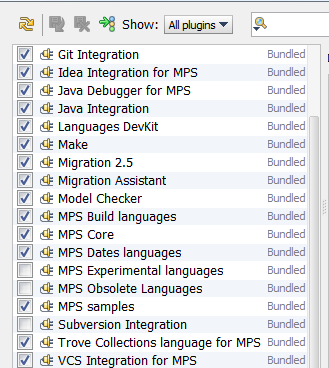 Show: All plugins
Git Integration Bundled
Idea Integration for MPS Bundled
Java Debugger for MPS Bundled
Java Integration Bundled
Languages DevKit Bundled
Make Bundled
Migration 2.5 Bundled
Migration Assistant Bundled
Model Checker Bundled
MPS Build languages Bundled
MPS Core Bundled
MPS Dates languages Bundled
MPS Experimental languages Bundled
MPS Obsolete Languages Bundled
MPS samples Bundled
Subversion Integration Bundled
Trove Collections language for MPS Bundled
VCS Integration for MPS Bundled